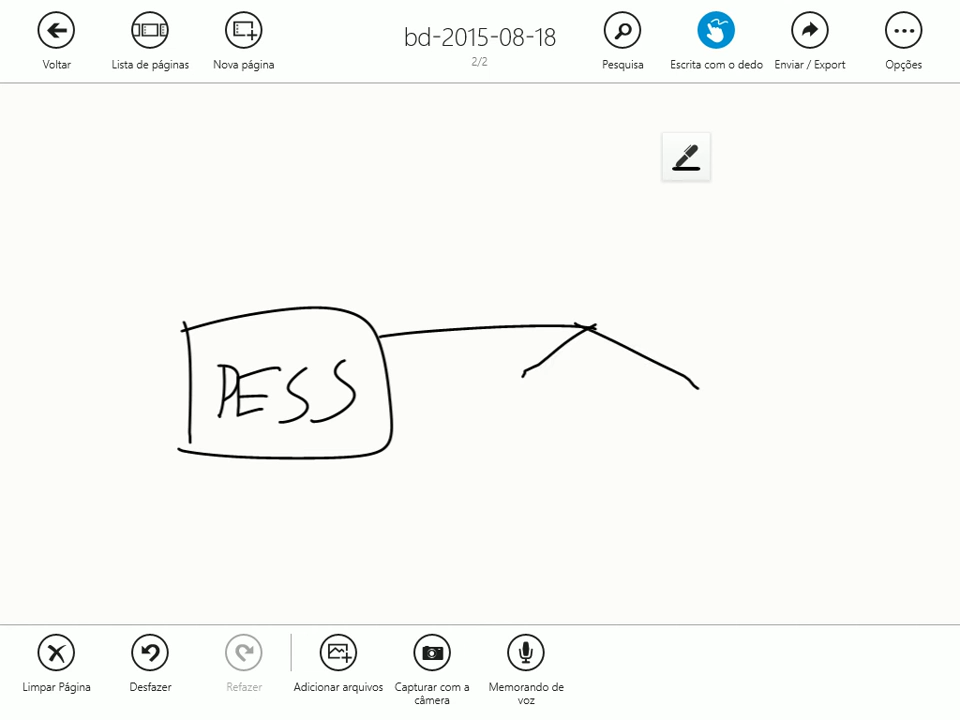 bd-2015-08-18
2/2
Voltar
Lista de páginas
Nova página
Pesquisa
Escrita com o dedo
Enviar / Export
Opções
PESS
Limpar Página
Desfazer
Refazer
Adicionar arquivos
Capturar com a
câmera
Memorando de
voz